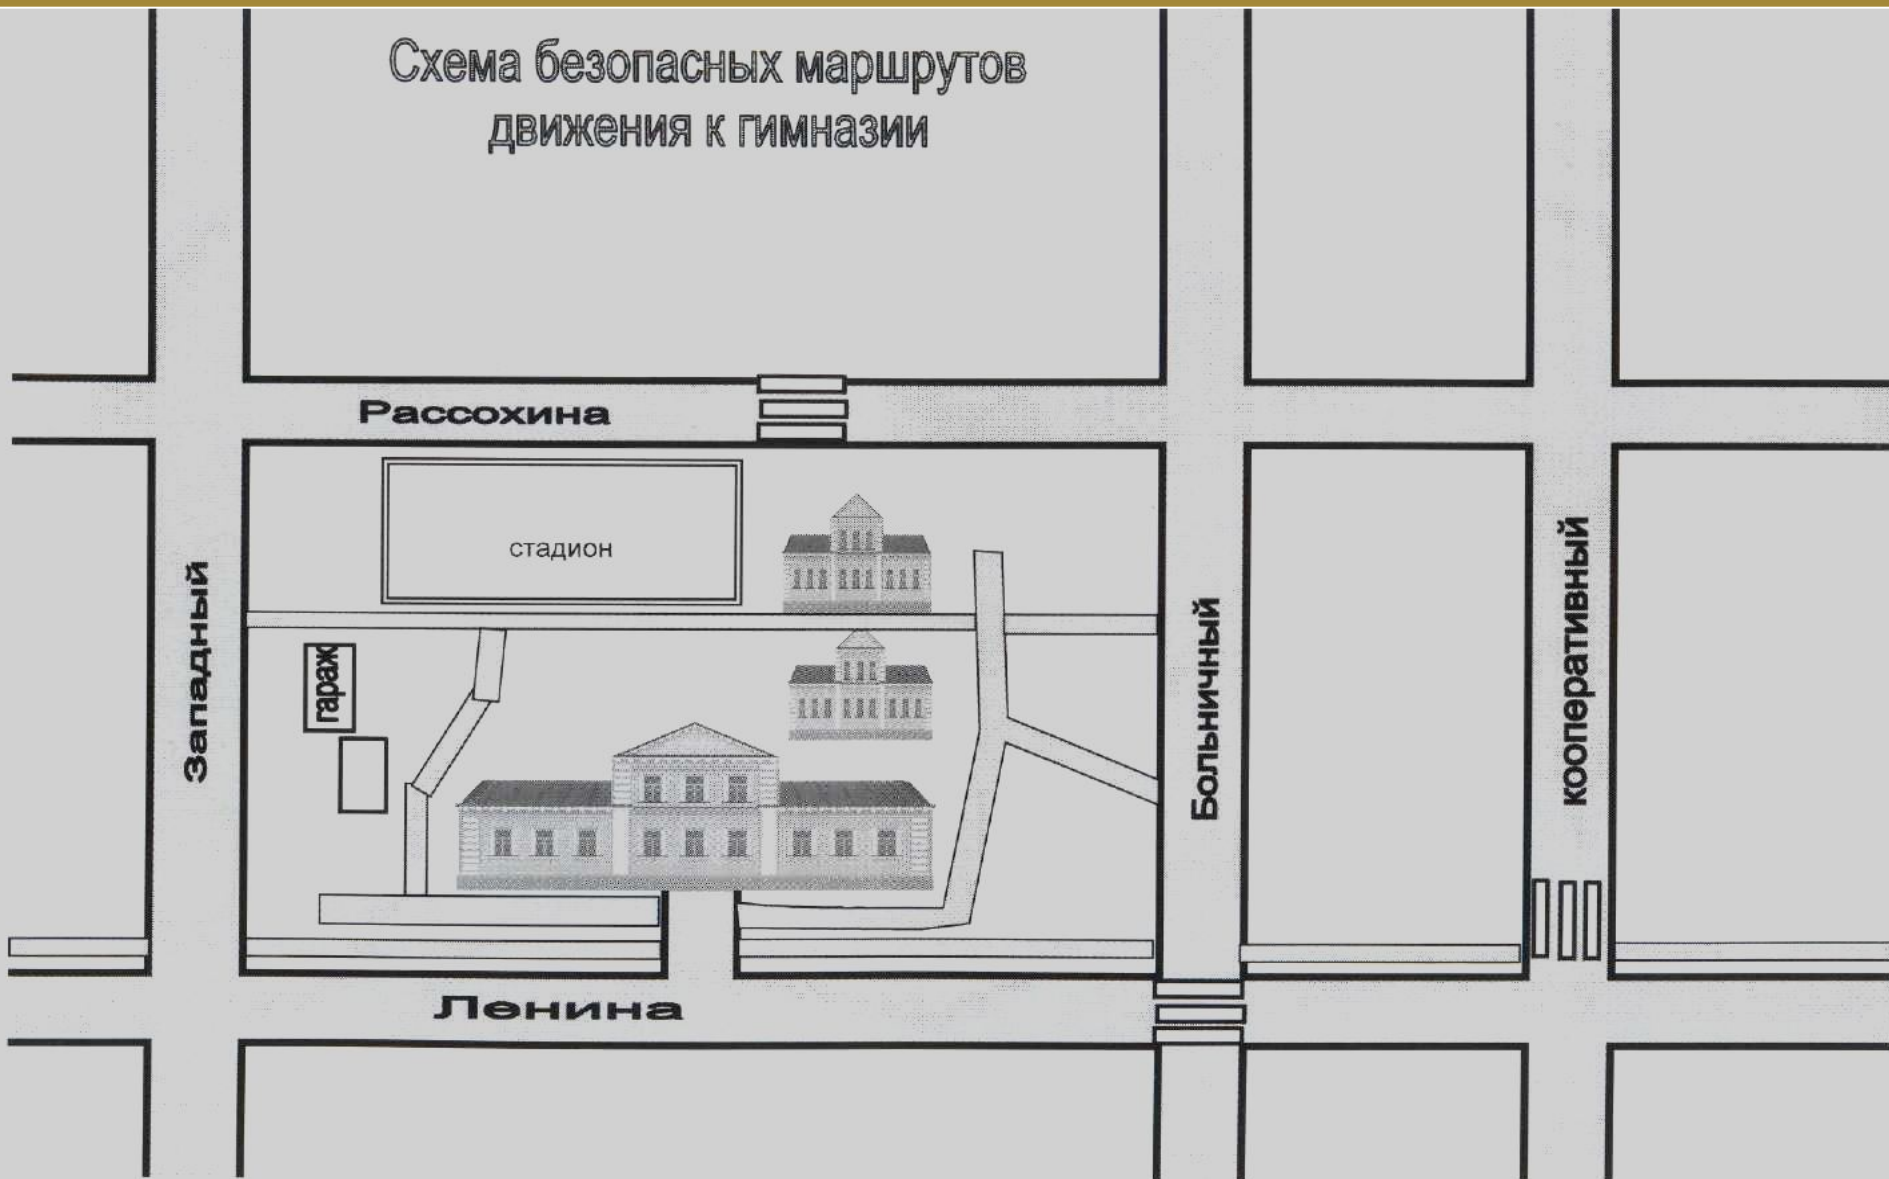 Схема безопасных маршрутов
движения к гимназии
Рассохина
стадион
Западный
гараж
Больничный
кооперативный
Ленина